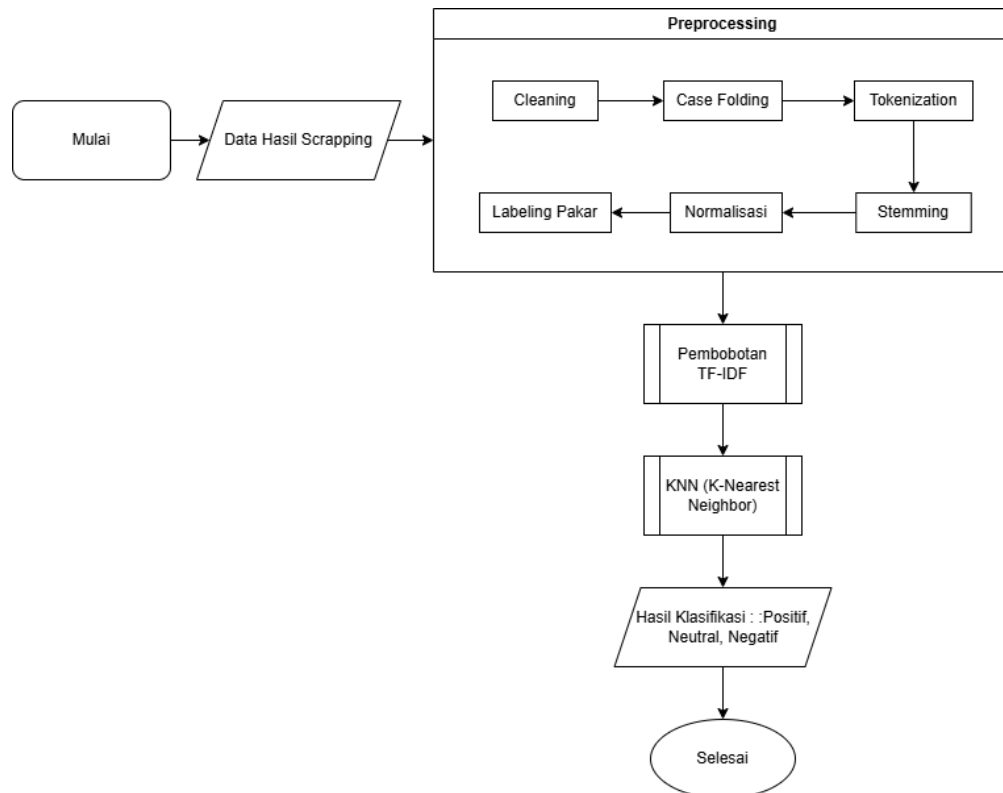 Preprocessing
Mulai
Data Hasil Scrapping
Cleaning
Case Folding
Tokenization
Stemming
Normalisasi
Labeling Pakar
Pembobotan
TF-IDF
KNN (K-Nearest
Neighbor)
Hasil Klasifikasi : :Positif,
Neutral, Negatif
Selesai